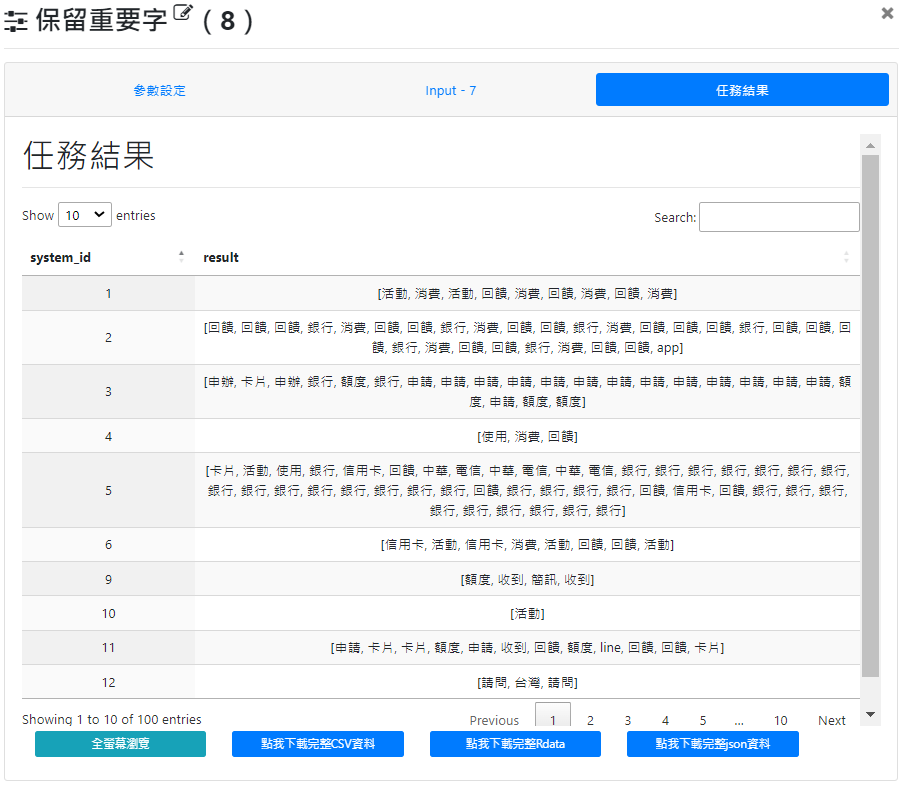 保留重要字 ( 8 )
參數設定 Input - 7 任務結果
任務結果
Show 10 entries Search:
system_id result
1 [活動, 消費, 活動, 回饋, 消費, 回饋, 消費, 回饋, 消費]
2 [回饋, 回饋, 回饋, 銀行, 消費, 回饋, 回饋, 銀行, 消費, 回饋, 回饋, 銀行, 消費, 回饋, 回饋, 回饋, 銀行, 回饋, 回饋, 回
饋, 銀行, 消費, 回饋, 回饋, 銀行, 消費, 回饋, 回饋, app]
3 [申辦, 卡片, 申辦, 銀行, 額度, 銀行, 申請, 申請, 申請, 申請, 申請, 申請, 申請, 申請, 申請, 申請, 申請, 申請, 申請, 額
度, 申請, 額度, 額度]
4 [使用, 消費, 回饋]
5 [卡片, 活動, 使用, 銀行, 信用卡, 回饋, 中華, 電信, 中華, 電信, 中華, 電信, 銀行, 銀行, 銀行, 銀行, 銀行, 銀行, 銀行,
銀行, 銀行, 銀行, 銀行, 銀行, 銀行, 銀行, 銀行, 回饋, 銀行, 銀行, 銀行, 銀行, 回饋, 信用卡, 回饋, 銀行, 銀行, 銀行,
銀行, 銀行, 銀行, 銀行, 銀行, 銀行]
6 [信用卡, 活動, 信用卡, 消費, 活動, 回饋, 回饋, 活動]
9 [額度, 收到, 簡訊, 收到]
10 [活動]
11 [申請, 卡片, 卡片, 額度, 申請, 收到, 回饋, 額度, line, 回饋, 回饋, 卡片]
12 [請問, 台灣, 請問]
Showing 1 to 10 of 100 entries Previous 1 2 3 4 5 … 10 Next
全螢幕瀏覽 點我下載完整CSV資料 點我下載完整Rdata 點我下載完整json資料